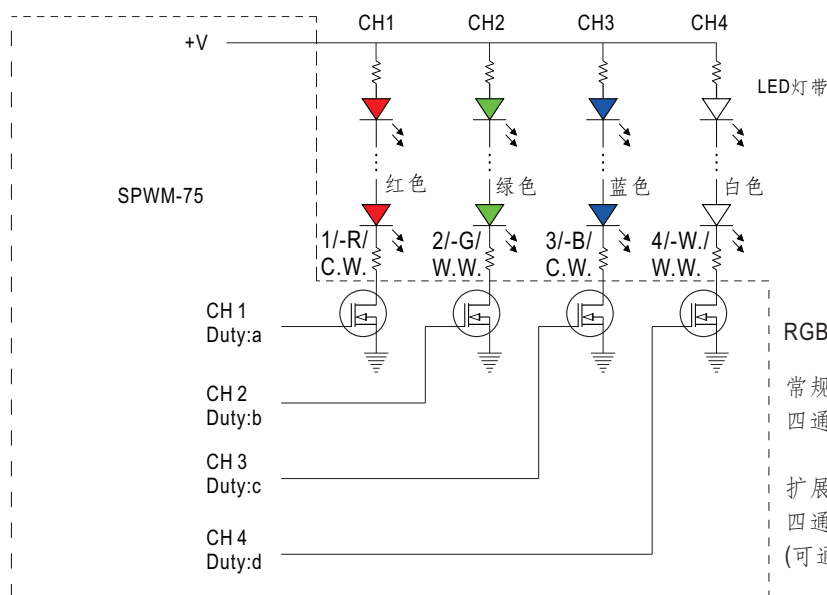 CH1 CH2 CH3 CH4
+V
LED灯带
SPWM-75
红色 绿色 蓝色 白色
1/-R/ 2/-G/ 3/-B/ 4/-W./
C.W. W.W. C.W. W.W.
CH 1
Duty:a
RGB
常规
四通
CH 2
Duty:b
CH 3
Duty:c
扩展
四通
(可通
CH 4
Duty:d